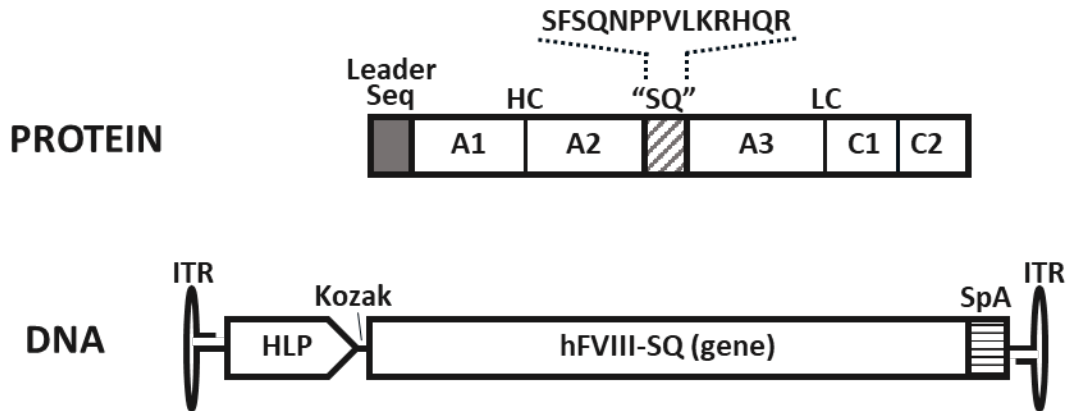 SFSQNPPVLKRHQR
Leader
Seq
HC
“SQ”
LC
PROTEIN
A1
A2
A3
C1
C2
ITR
ITR
Kozak
SpA
DNA
HLP
hFVIII-SQ (gene)